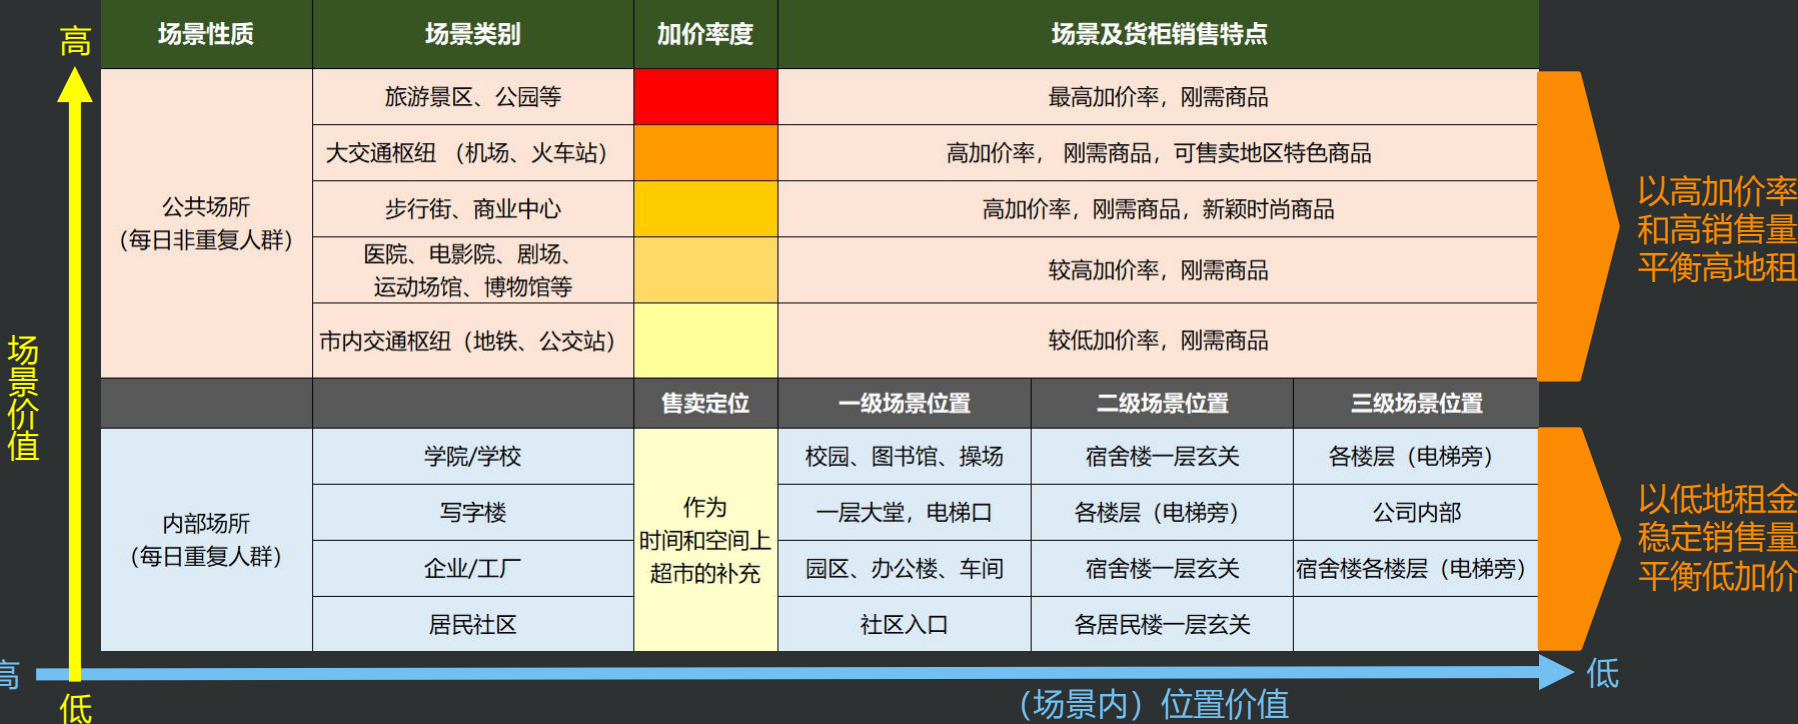 高
场景性质 场景类别 加价率度 场景及货柜销售特点
旅游景区、公园等 最高加价率，刚需商品
大交通枢纽 （机场、火车站） 高加价率， 刚需商品，可售卖地区特色商品
公共场所
（每日非重复人群）
步行街、商业中心 高加价率，刚需商品，新颖时尚商品
医院、电影院、剧场、
运动场馆、博物馆等
较高加价率，刚需商品
市内交通枢纽（地铁、公交站） 较低加价率，刚需商品
以高加价率
和高销售量
平衡高地租
场景价值
售卖定位 一级场景位置 二级场景位置 三级场景位置
内部场所
（每日重复人群）
学院/学校 校园、图书馆、操场 宿舍楼一层玄关 各楼层（电梯旁）
写字楼 一层大堂，电梯口 各楼层（电梯旁） 公司内部
作为
时间和空间上
超市的补充
企业/工厂 园区、办公楼、车间 宿舍楼一层玄关 宿舍楼各楼层（电梯旁）
居民社区 社区入口 各居民楼一层玄关
以低地租金
稳定销售量
平衡低加价
高
低
低
（场景内）位置价值